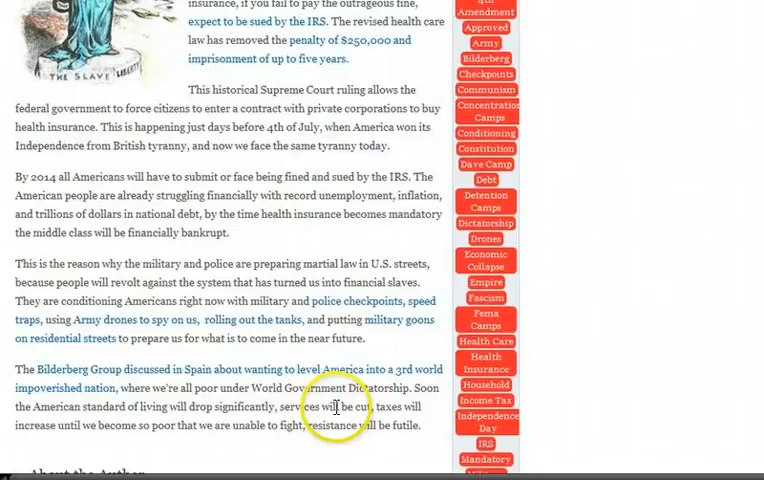 insurance, if you fail to pay the outrageous fine,
expect to be sued by the IRS. The revised health care
law has removed the penalty of $250,000 and
imprisonment of up to five years.
THE SLAVE LIBERTY
This historical Supreme Court ruling allows the
federal government to force citizens to enter a contract with private corporations to buy
health insurance. This is happening just days before 4th of July, when America won its
Independence from British tyranny, and now we face the same tyranny today.
By 2014 all Americans will have to submit or face being fined and sued by the IRS. The
American people are already struggling financially with record unemployment, inflation,
and trillions of dollars in national debt, by the time health insurance becomes mandatory
the middle class will be financially bankrupt.
This is the reason why the military and police are preparing martial law in U.S. streets,
because people will revolt against the system that has turned us into financial slaves.
They are conditioning Americans right now with military and police checkpoints, speed
traps, using Army drones to spy on us, rolling out the tanks, and putting military goons
on residential streets to prepare us for what is to come in the near future.
The Bilderberg Group discussed in Spain about wanting to level America into a 3rd world
impoverished nation, where we're all poor under World Government Dictatorship. Soon
the American standard of living will drop significantly, services will be cut, taxes will
increase until we become so poor that we are unable to fight, resistance will be futile.
About the Author
4th
Amendment
Approved
Army
Bilderberg
Checkpoints
Communism
Concentration
Camps
Conditioning
Constitution
Dave Camp
Debt
Detention
Camps
Dictatorship
Drones
Economic
Collapse
Empire
Fascism
Fema
Camps
Health Care
Health
Insurance
Household
Income Tax
Independence
Day
IRS
Mandatory